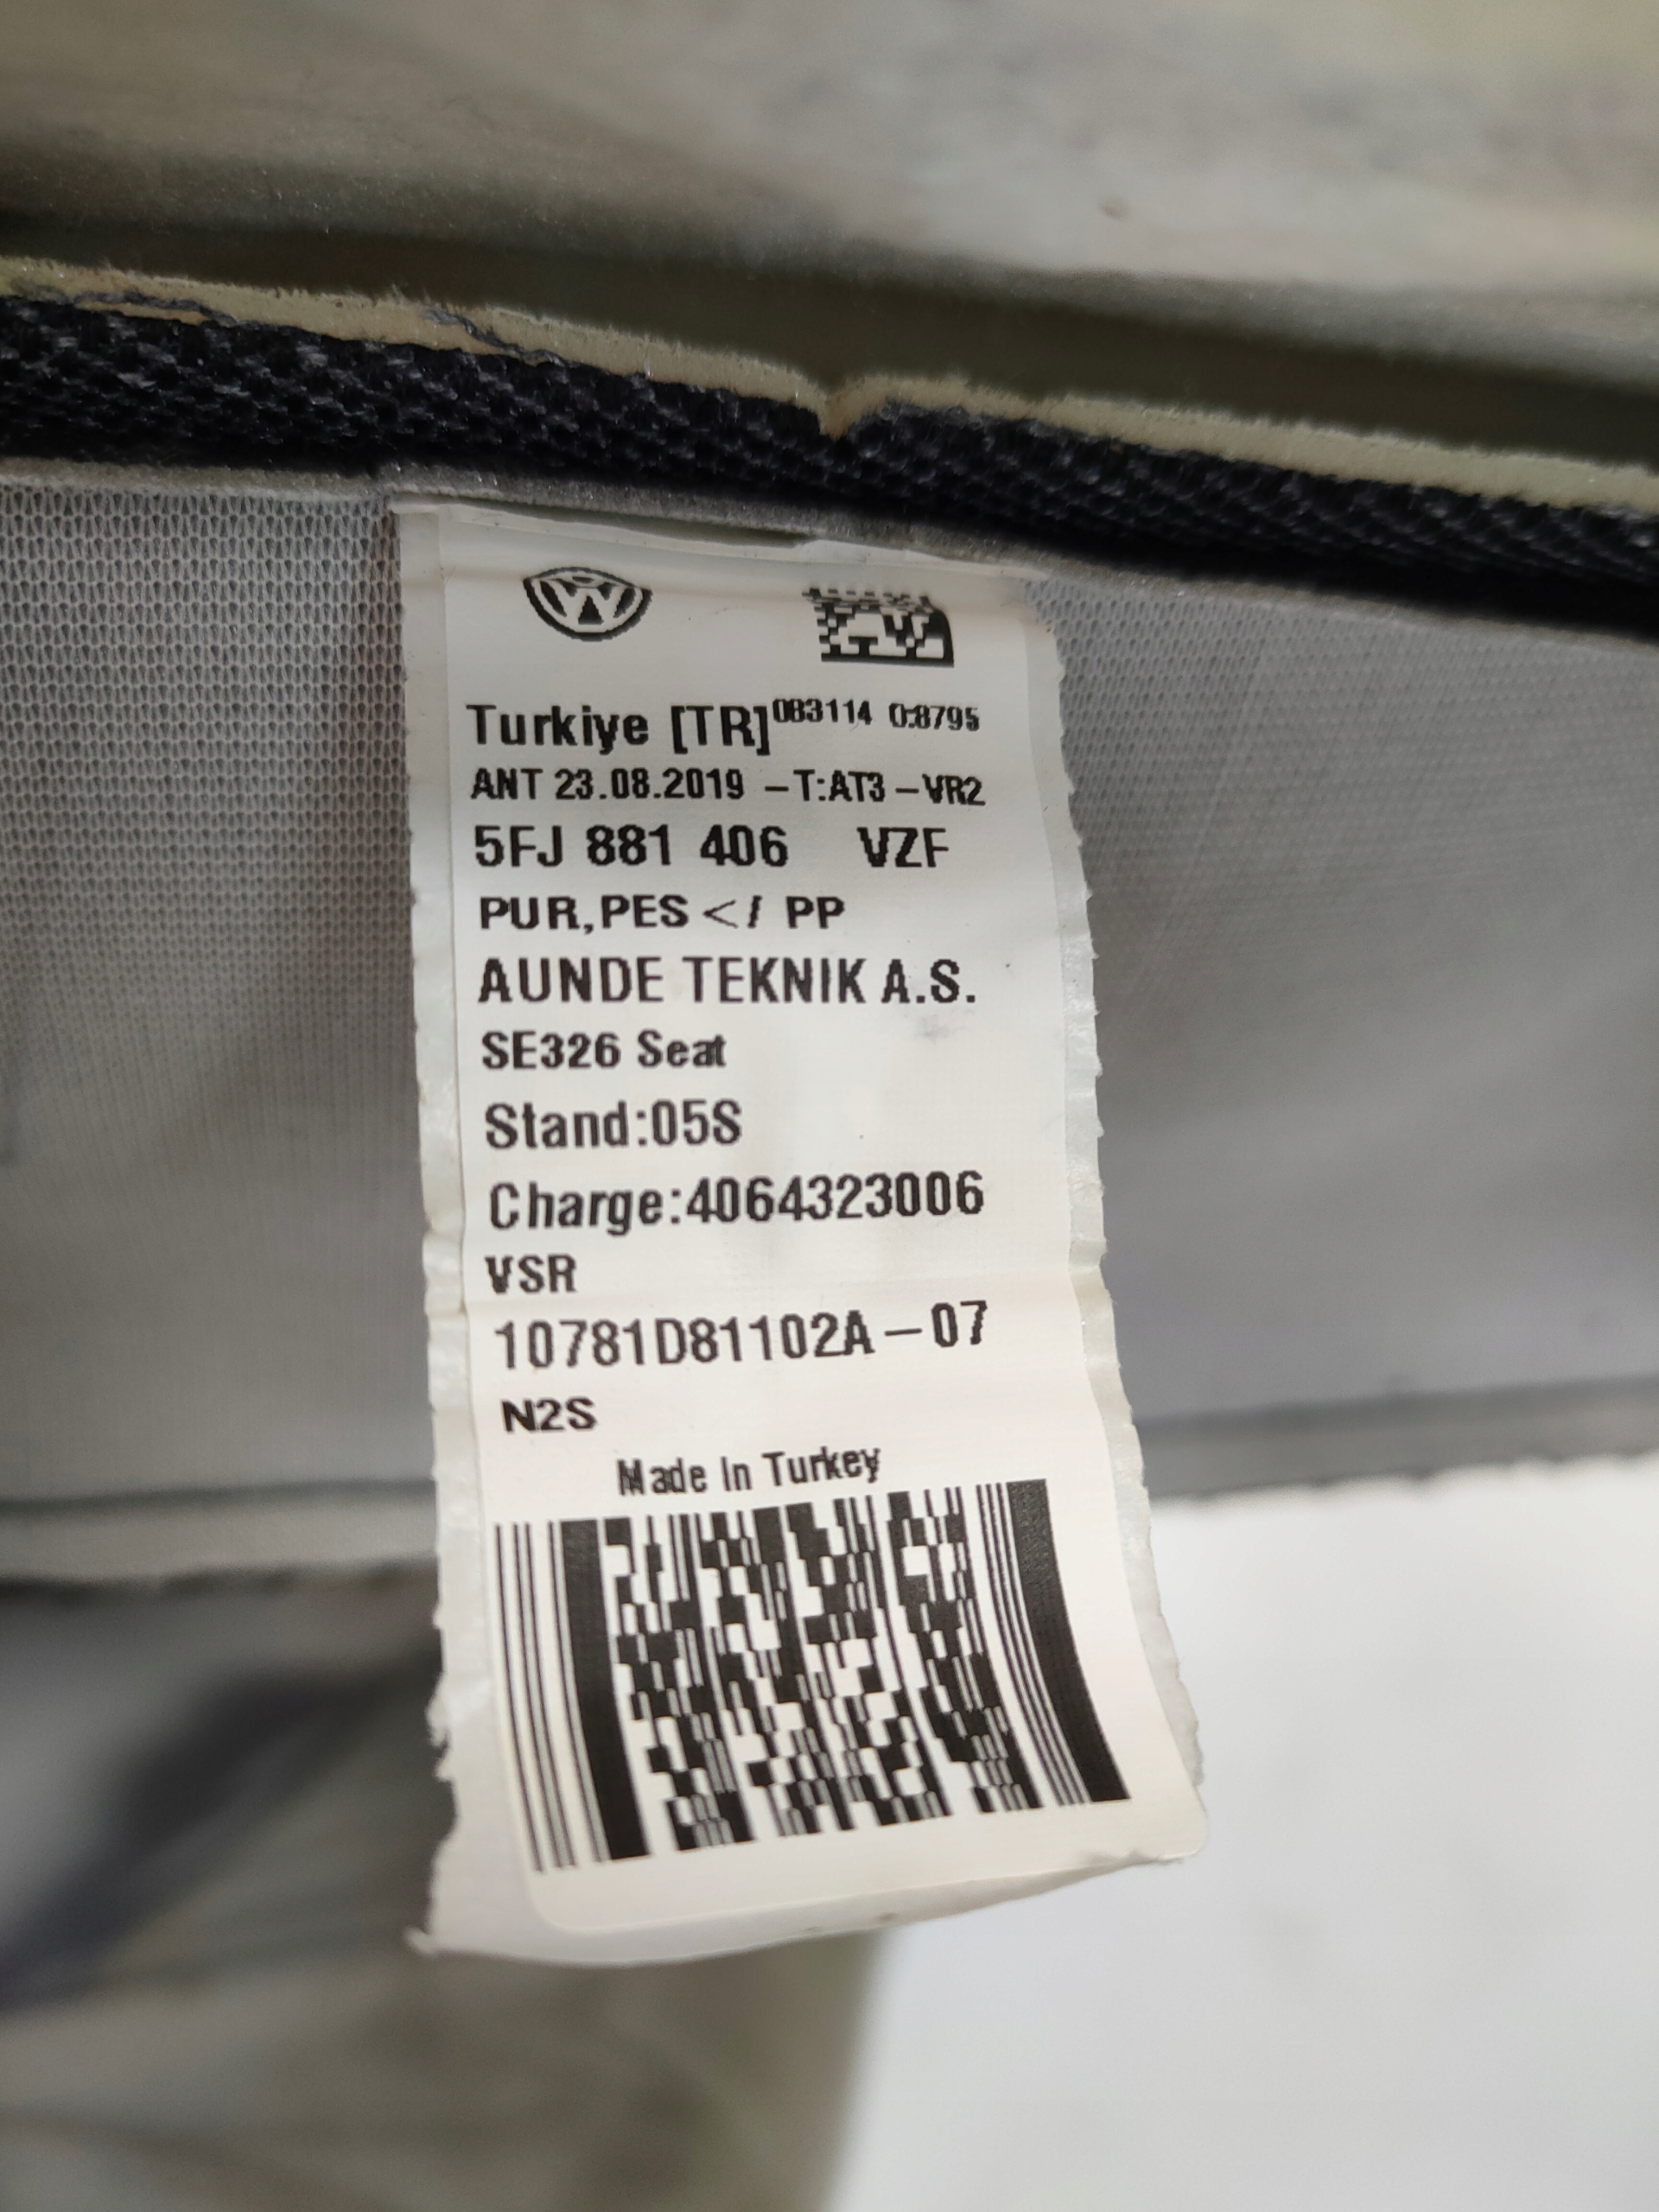 Turkiye [TR] 083114 0:8795
ANT 23.08.2019 –T:AT3–VR2
5FJ 881 406 VZF
PUR,PES </ PP
AUNDE TEKNIK A.S.
SE326 Seat
Stand:05S
Charge:4064323006
VSR
10781D81102A–07
N2S
Made In Turkey